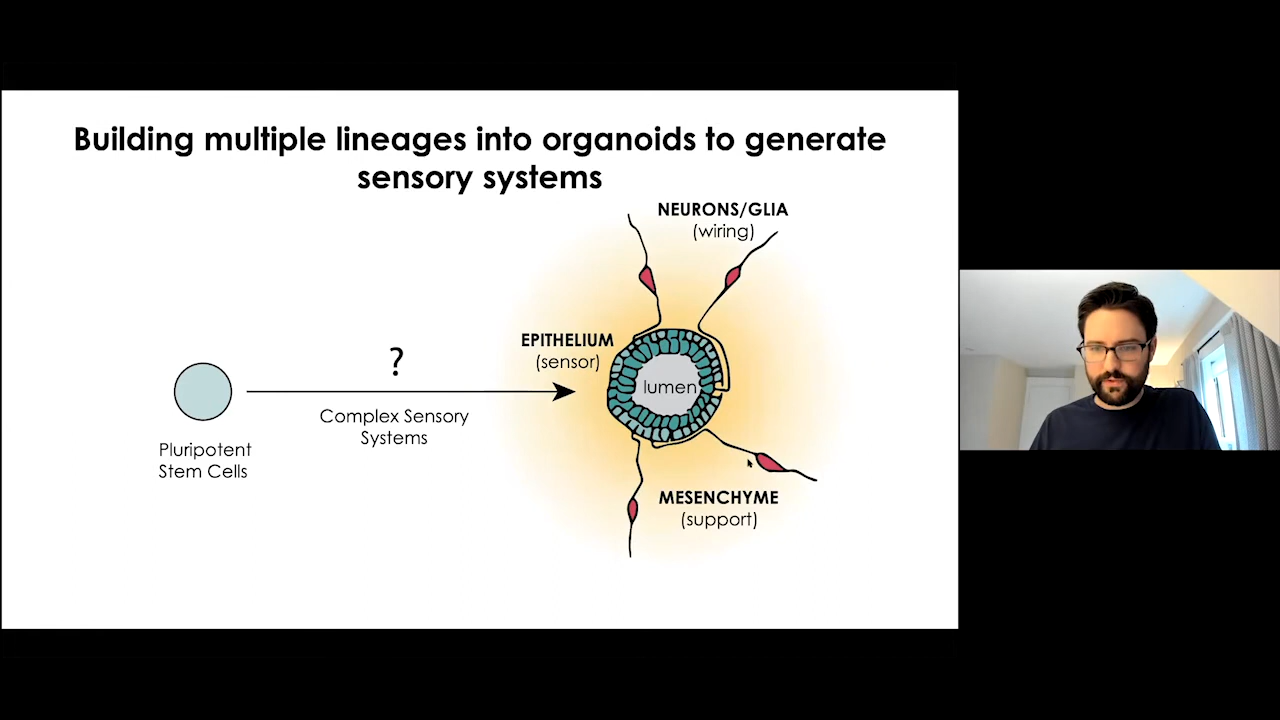 Building multiple lineages into organoids to generate
sensory systems
NEURONS/GLIA
(wiring)
EPITHELIUM
(sensor)
lumen
?
Complex Sensory
Systems
Pluripotent
Stem Cells
MESENCHYME
(support)